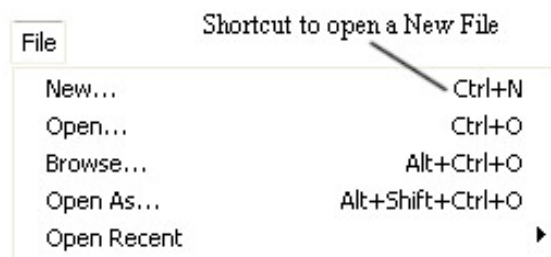 Shortcut to open a New File
File
New... Ctrl+N
Open... Ctrl+O
Browse... Alt+Ctrl+O
Open As... Alt+Shift+Ctrl+O
Open Recent